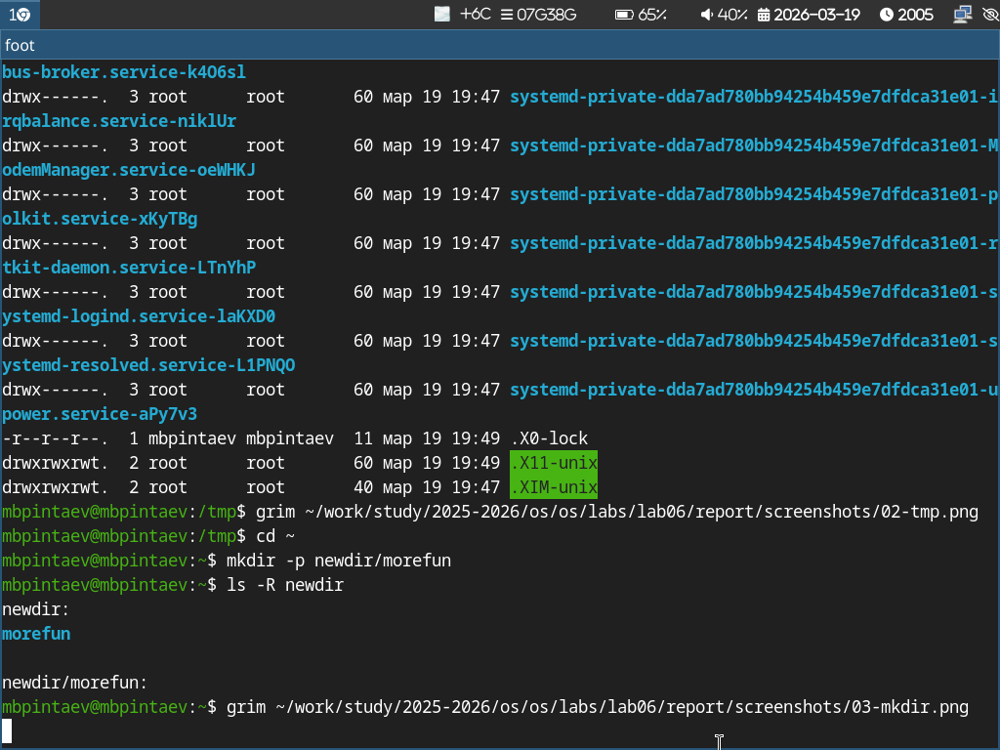 1
+6C 07G38G 65% 40% 2026-03-19 2005
foot
bus-broker.service-k4O6sl
drwx------.  3 root      root       60 мар 19 19:47 systemd-private-dda7ad780bb94254b459e7dfdca31e01-i
rqbalance.service-niklUr
drwx------.  3 root      root       60 мар 19 19:47 systemd-private-dda7ad780bb94254b459e7dfdca31e01-M
odemManager.service-oeWHKJ
drwx------.  3 root      root       60 мар 19 19:47 systemd-private-dda7ad780bb94254b459e7dfdca31e01-p
olkit.service-xKyTBg
drwx------.  3 root      root       60 мар 19 19:47 systemd-private-dda7ad780bb94254b459e7dfdca31e01-r
tkit-daemon.service-LTnYhP
drwx------.  3 root      root       60 мар 19 19:47 systemd-private-dda7ad780bb94254b459e7dfdca31e01-s
ystemd-logind.service-laKXD0
drwx------.  3 root      root       60 мар 19 19:47 systemd-private-dda7ad780bb94254b459e7dfdca31e01-s
ystemd-resolved.service-L1PNQO
drwx------.  3 root      root       60 мар 19 19:47 systemd-private-dda7ad780bb94254b459e7dfdca31e01-u
power.service-aPy7v3
-r--r--r--.  1 mbpintaev mbpintaev  11 мар 19 19:49 .X0-lock
drwxrwxrwt.  2 root      root       60 мар 19 19:49 .X11-unix
drwxrwxrwt.  2 root      root       40 мар 19 19:47 .XIM-unix
mbpintaev@mbpintaev:/tmp$ grim ~/work/study/2025-2026/os/os/labs/lab06/report/screenshots/02-tmp.png
mbpintaev@mbpintaev:/tmp$ cd ~
mbpintaev@mbpintaev:~$ mkdir -p newdir/morefun
mbpintaev@mbpintaev:~$ ls -R newdir
newdir:
morefun
newdir/morefun:
mbpintaev@mbpintaev:~$ grim ~/work/study/2025-2026/os/os/labs/lab06/report/screenshots/03-mkdir.png